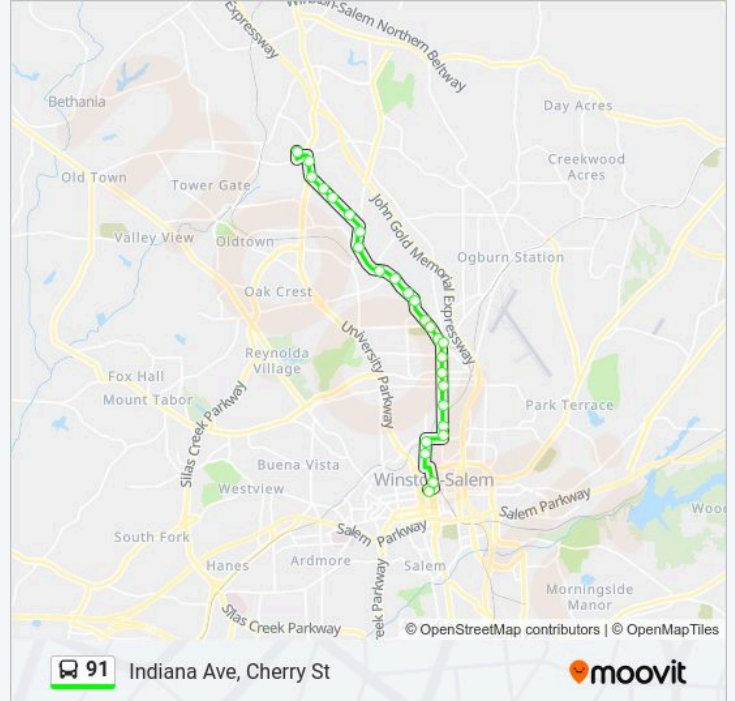 Expressway
Winston-Salem Northern Beltway
Bethania
Day Acres
Creekwood
Acres
Old Town
Tower Gate
John Gold Memorial Expressway
Valley View
Oldtown
Ogburn Station
Oak Crest
University Parkway
Reynolda
Village
Fox Hall
Mount Tabor
Silas Creek Parkway
Park Terrace
Buena Vista
Winston-Salem
Westview
Salem Parkway
Woo
South Fork
Salem Parkway
Ardmore
Salem
Hanes
eek Parkway
Morningside
Manor
Silas Creek Parkway
© OpenStreetMap contributors | © OpenMapTiles
91 Indiana Ave, Cherry St
moovit